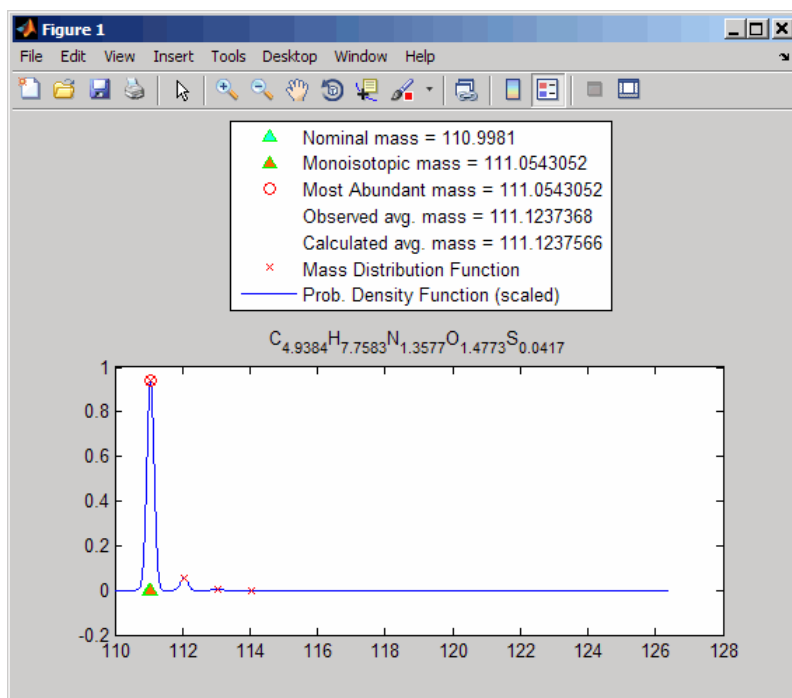 Figure 1
File Edit View Insert Tools Desktop Window Help
Nominal mass = 110.9981
Monoisotopic mass = 111.0543052
Most Abundant mass = 111.0543052
Observed avg. mass = 111.1237368
Calculated avg. mass = 111.1237566
Mass Distribution Function
Prob. Density Function (scaled)
C4.9384H7.7583N1.3577O1.4773S0.0417
1
0.8
0.6
0.4
0.2
0
-0.2
110 112 114 116 118 120 122 124 126 128